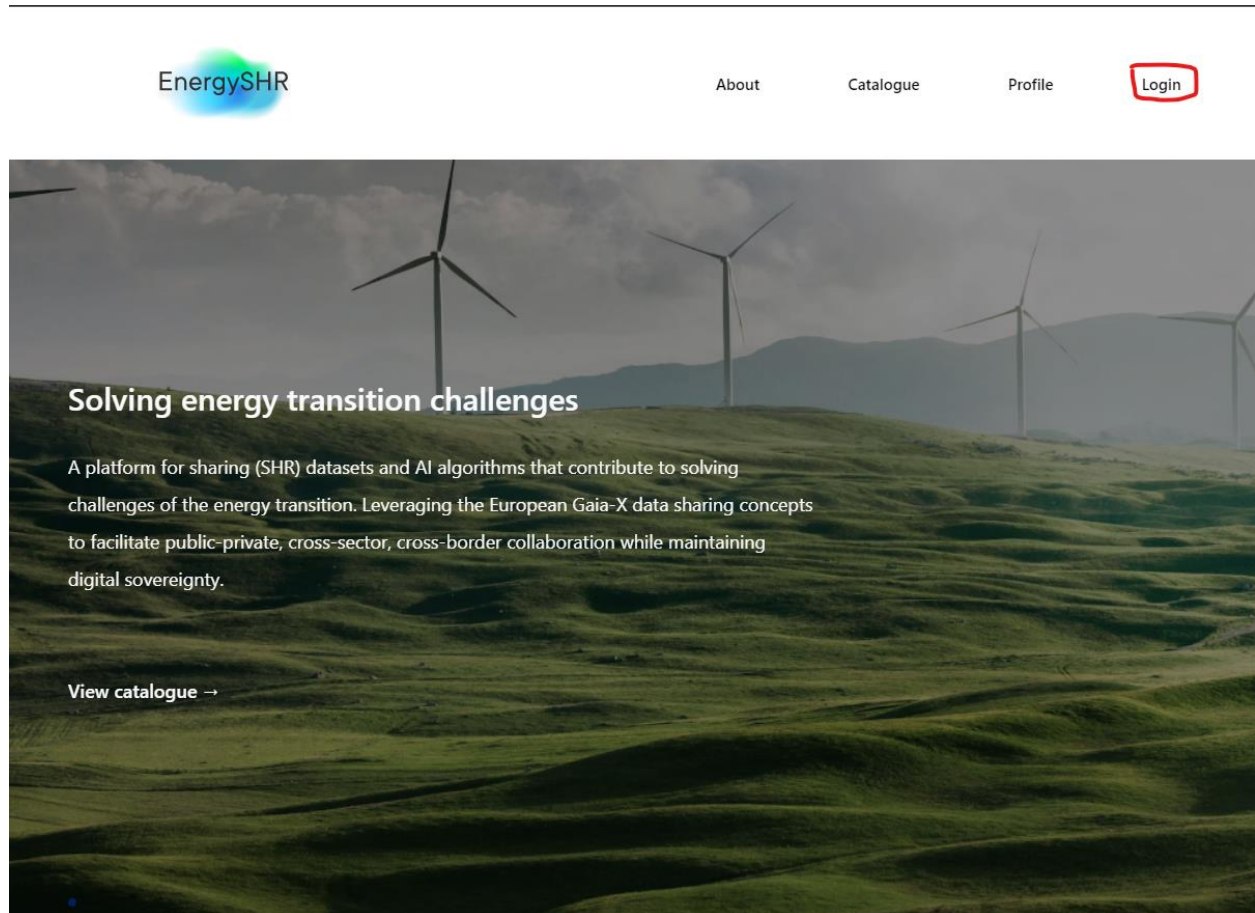 EnergySHR
About
Catalogue
Profile
Login
Solving energy transition challenges
A platform for sharing (SHR) datasets and AI algorithms that contribute to solving
challenges of the energy transition. Leveraging the European Gaia-X data sharing concepts
to facilitate public-private, cross-sector, cross-border collaboration while maintaining
digital sovereignty.
View catalogue →